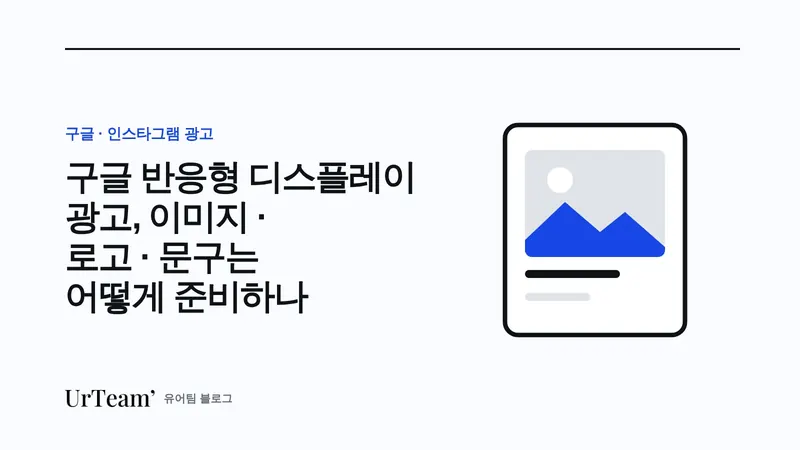 구글 · 인스타그램 광고
구글 반응형 디스플레이
광고, 이미지 ·
로고 · 문구는
어떻게 준비하나
UrTeam’ 유어팀 블로그